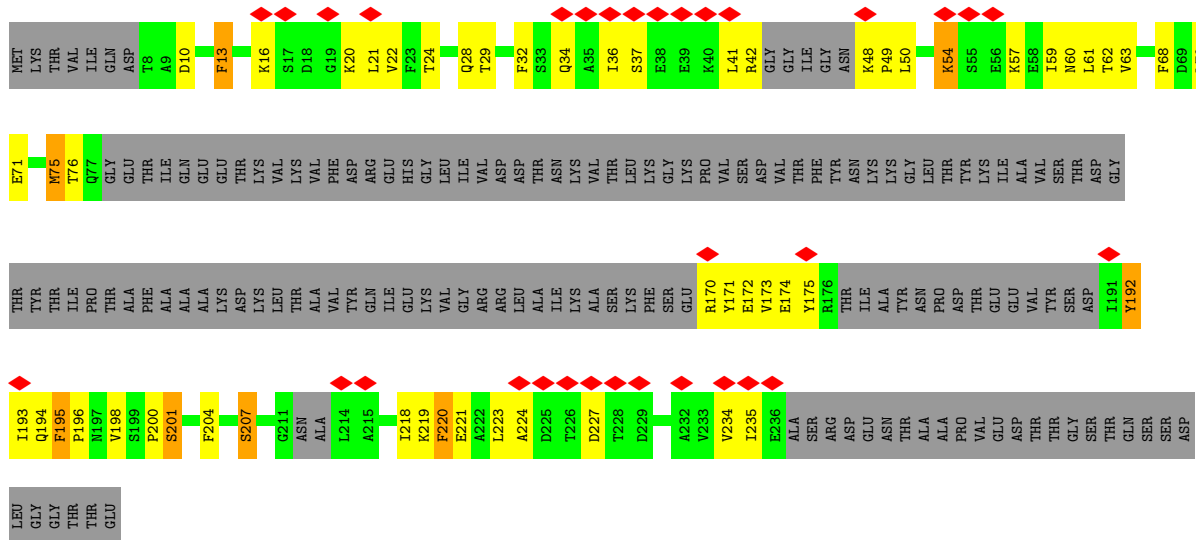 MET LYS THR VAL ILE GLN ASP T8 A9 D10 F13 K16 S17 D18 G19 K20 L21 V22 F23 T24 Q28 T29 F32 S33 Q34 A35 I36 S37 E38 E39 K40 L41 R42 GLY GLY ILE GLY ASN K48 P49 L50 K54 S55 E56 K57 E58 I59 N60 L61 T62 V63 F68 D69
E71 M75 T76 Q77 GLY GLU THR ILE GLN GLU GLU THR LYS VAL LYS VAL PHE ASP ARG GLU HIS GLY LEU ILE VAL ASP ASP THR ASN LYS VAL THR LEU LYS GLY LYS PRO VAL SER ASP VAL THR PHE TYR ASN LYS LYS GLY LEU THR TYR LYS ILE ALA VAL SER THR ASP GLY
THR TYR THR ILE PRO THR ALA PHE ALA ALA ALA LYS ASP LYS LEU THR ALA VAL TYR GLN ILE GLU LYS VAL GLY ARG ARG LEU ALA ILE LYS ALA SER LYS PHE SER GLU R170 Y171 E172 V173 E174 Y175 R176 THR ILE ALA TYR ASN PRO ASP THR GLU GLU VAL TYR SER ASP I191 Y192
I193 Q194 F195 P196 N197 V198 S199 P200 S201 F204 S207 G211 ASN ALA L214 A215 I218 K219 F220 E221 A222 L223 A224 D225 T226 D227 T228 D229 A232 V233 V234 I235 E236 ALA SER ARG ASP GLU ASN THR ALA ALA PRO VAL GLU ASP THR THR GLY SER THR GLN SER SER ASP
LEU GLY GLY THR THR GLU